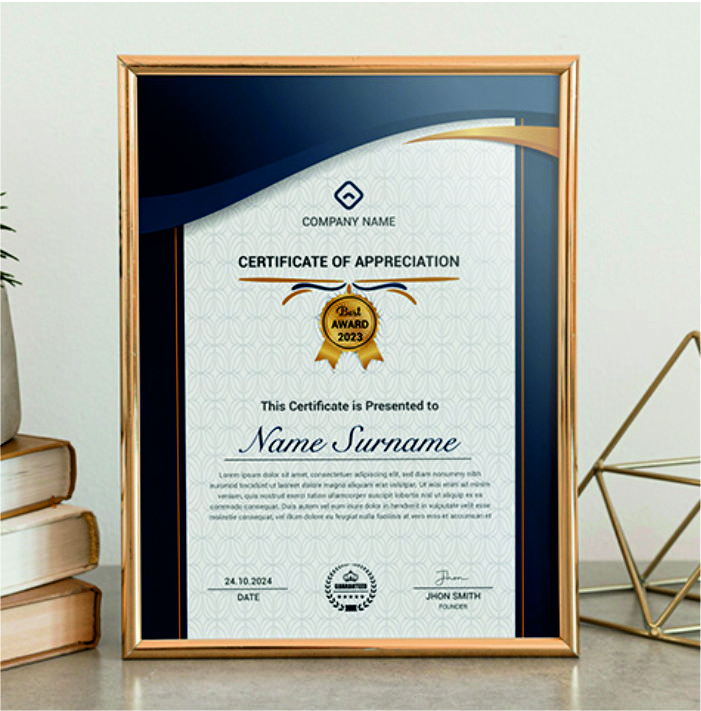 COMPANY NAME
CERTIFICATE OF APPRECIATION
Best
AWARD
2023
This Certificate is Presented to
Name Surname
Lorem ipsum dolor sit amet, consectetuer adipiscing elit, sed diam nonummy nibh
euismod tincidunt ut laoreet dolore magna aliquam erat volutpat. Ut wisi enim ad minim
veniam, quis nostrud exerci tation ullamcorper suscipit lobortis nisl ut aliquip ex ea
commodo consequat. Duis autem vel eum iriure dolor in hendrerit in vulputate velit esse
molestie consequat, vel illum dolore eu feugiat nulla facilisis at vero eros et accumsan et
24.10.2024
DATE
GUARANTEED
Jhon
JHON SMITH
FOUNDER